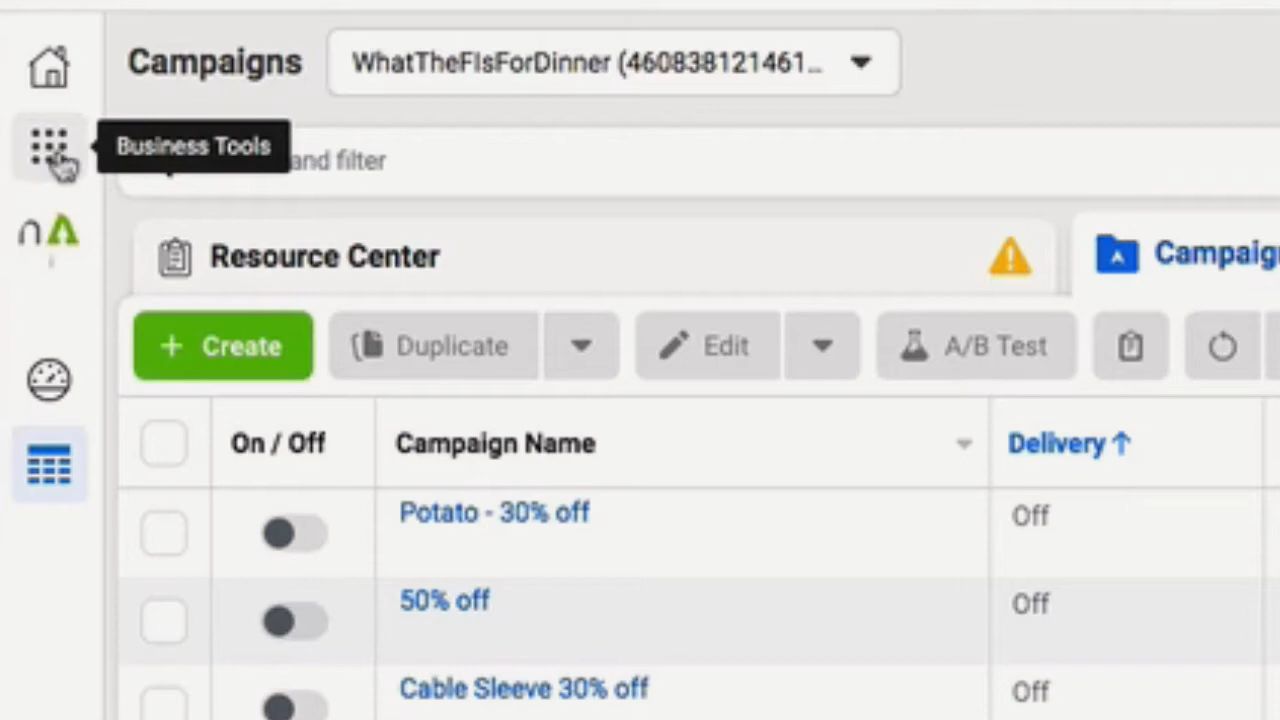 Campaigns
WhatTheFIsForDinner (460838121461...
Business Tools
and filter
Resource Center
Campaig
+ Create
Duplicate
Edit
A/B Test
On / Off
Campaign Name
Delivery↑
Potato - 30% off
Off
50% off
Off
Cable Sleeve 30% off
Off